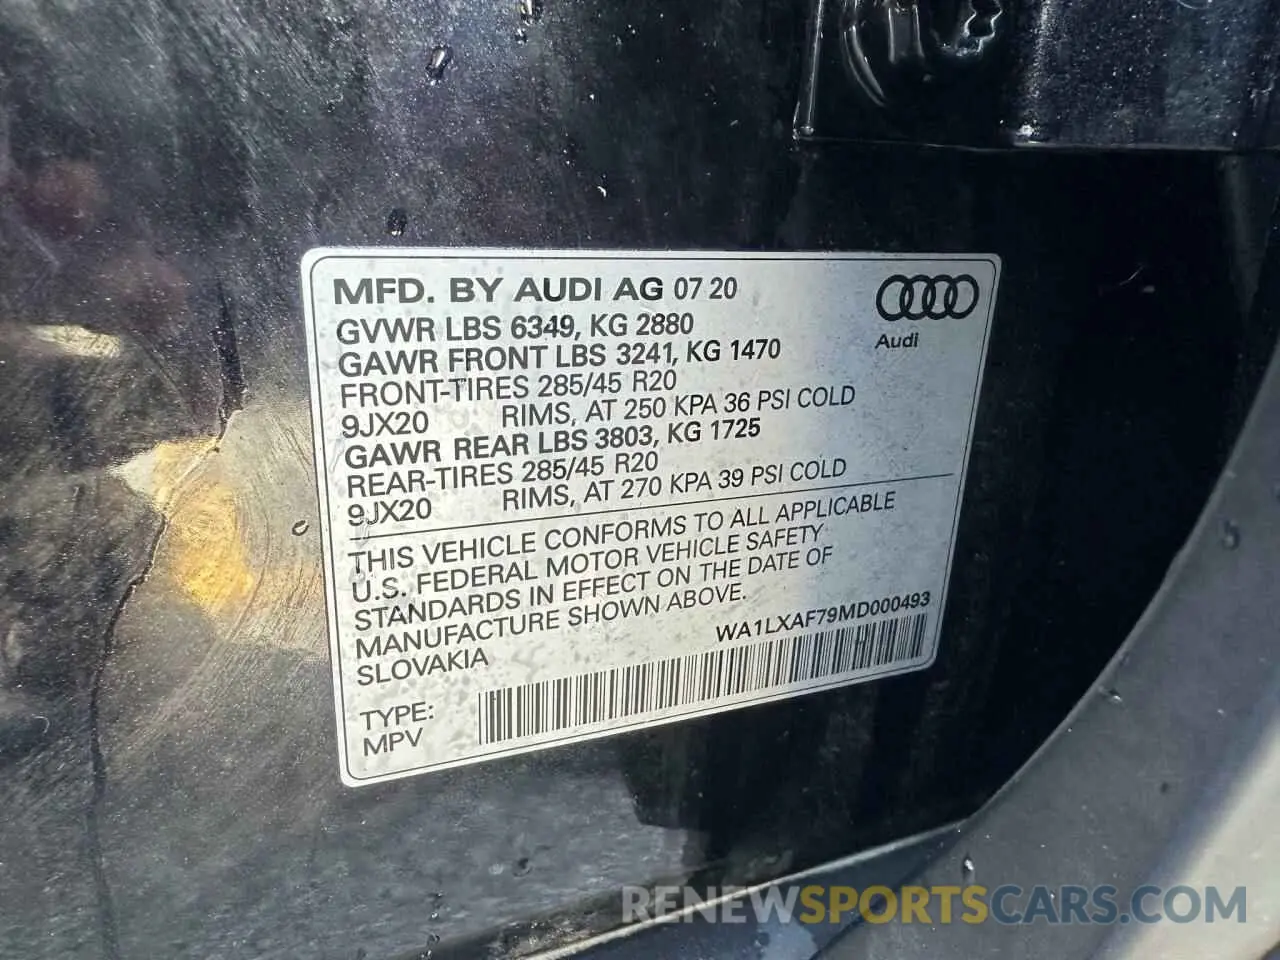 MFD. BY AUDI AG 07 20
Audi
GVWR LBS 6349, KG 2880
GAWR FRONT LBS 3241, KG 1470
FRONT-TIRES 285/45 R20
9JX20 RIMS, AT 250 KPA 36 PSI COLD
GAWR REAR LBS 3803, KG 1725
REAR-TIRES 285/45 R20
9JX20 RIMS, AT 270 KPA 39 PSI COLD
THIS VEHICLE CONFORMS TO ALL APPLICABLE
U.S. FEDERAL MOTOR VEHICLE SAFETY
STANDARDS IN EFFECT ON THE DATE OF
MANUFACTURE SHOWN ABOVE.
SLOVAKIA
WA1LXAF79MD000493
TYPE:
MPV
RENEWSPORTSCARS.COM